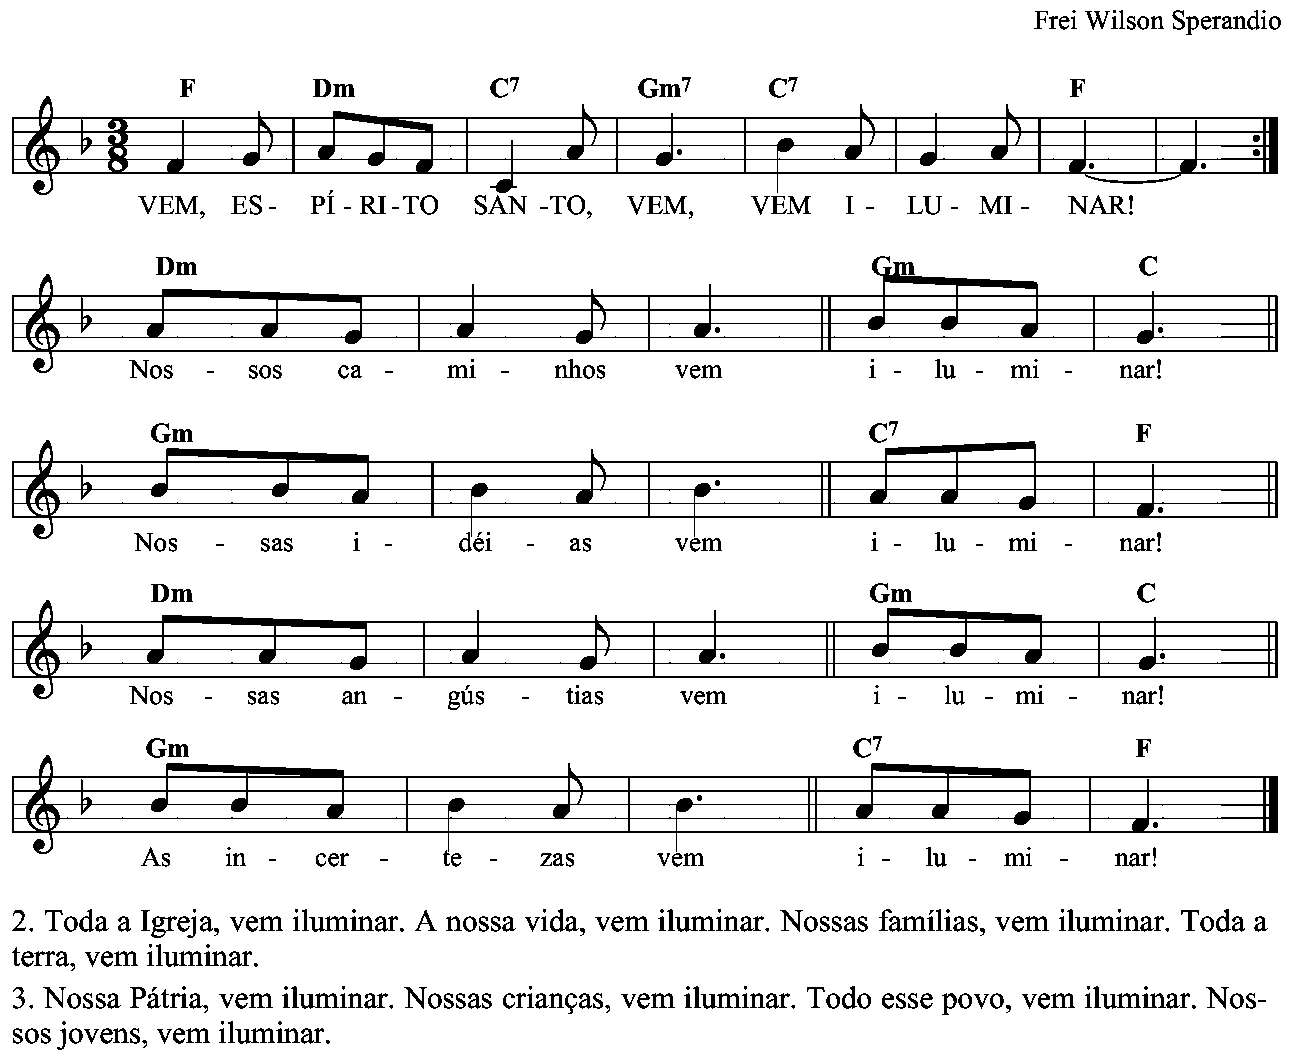 Frei Wilson Sperandio
F Dm C7 Gm7 C7 F
3
8
VEM, ES- PÍ-RI-TO SAN-TO, VEM, VEM I-LU-MI-NAR!
Dm Gm C
Nos-sos ca-mi-nhos vem i-lu-mi-nar!
Gm C7 F
Nos-sas i-déi-as vem i-lu-mi-nar!
Dm Gm C
Nos-sas an-gús-tias vem i-lu-mi-nar!
Gm C7 F
As in-cer-te-zas vem i-lu-mi-nar!
2. Toda a Igreja, vem iluminar. A nossa vida, vem iluminar. Nossas famílias, vem iluminar. Toda a
terra, vem iluminar.
3. Nossa Pátria, vem iluminar. Nossas crianças, vem iluminar. Todo esse povo, vem iluminar. Nos-
sos jovens, vem iluminar.